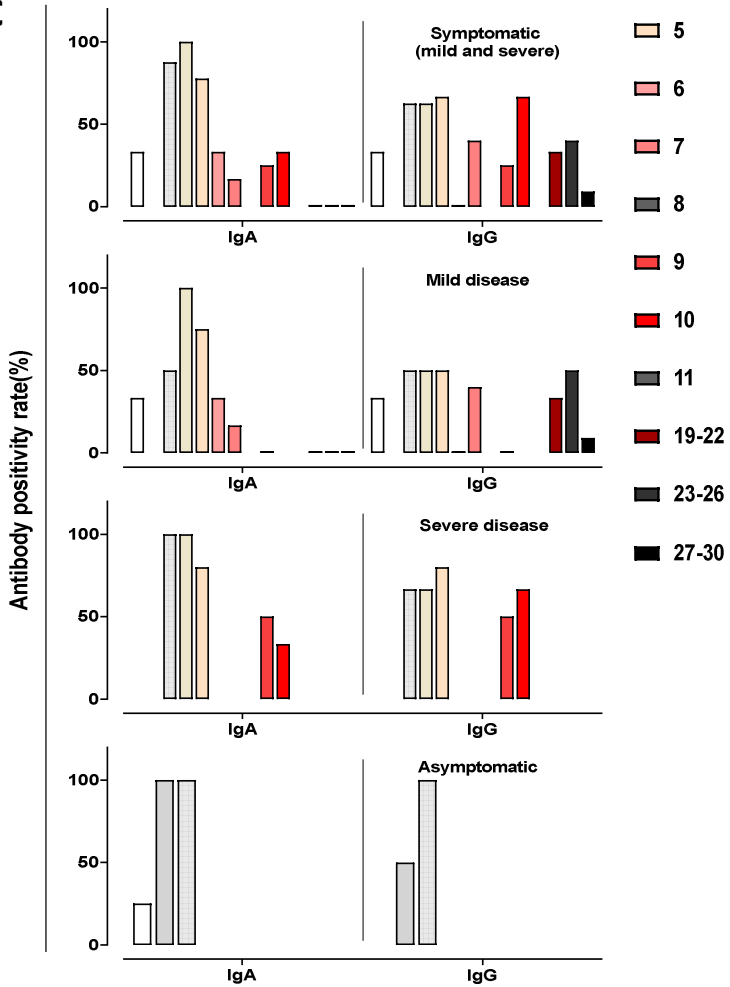 Antibody positivity rate(%)
100
50
0
Symptomatic
(mild and severe)
IgA
IgG
100
50
0
Mild disease
IgA
IgG
100
50
0
Severe disease
IgA
IgG
100
50
0
Asymptomatic
IgA
IgG
5
6
7
8
9
10
11
19-22
23-26
27-30